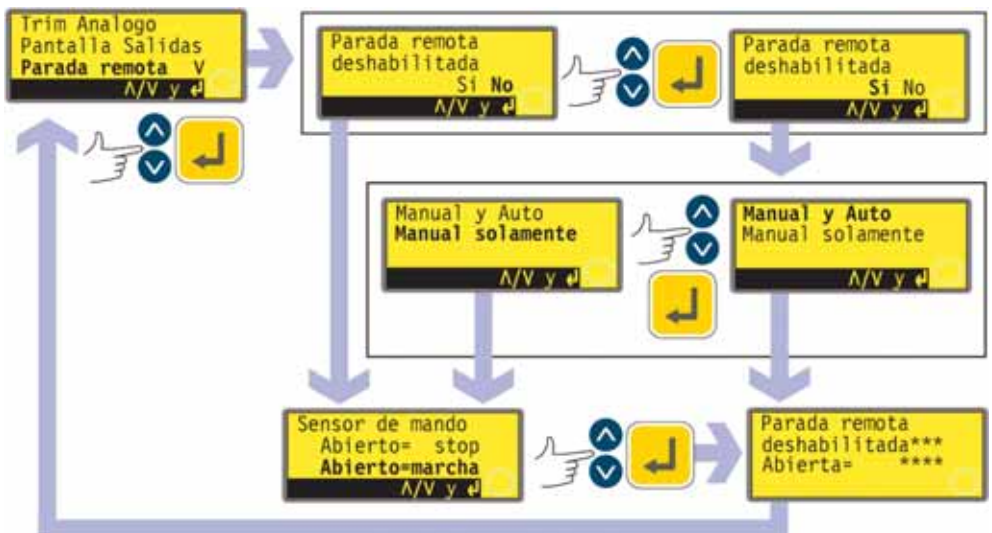 Trim Analogo
Pantalla Salidas
Parada remota V
Λ/V y ↵
Parada remota
deshabilitada
Si No
Λ/V y ↵
Parada remota
deshabilitada
Si No
Λ/V y ↵
Manual y Auto
Manual solamente
Λ/V y ↵
Manual y Auto
Manual solamente
Λ/V y ↵
Sensor de mando
Abierto= stop
Abierto=marcha
Λ/V y ↵
Parada remota
deshabilitada***
Abierta= ****